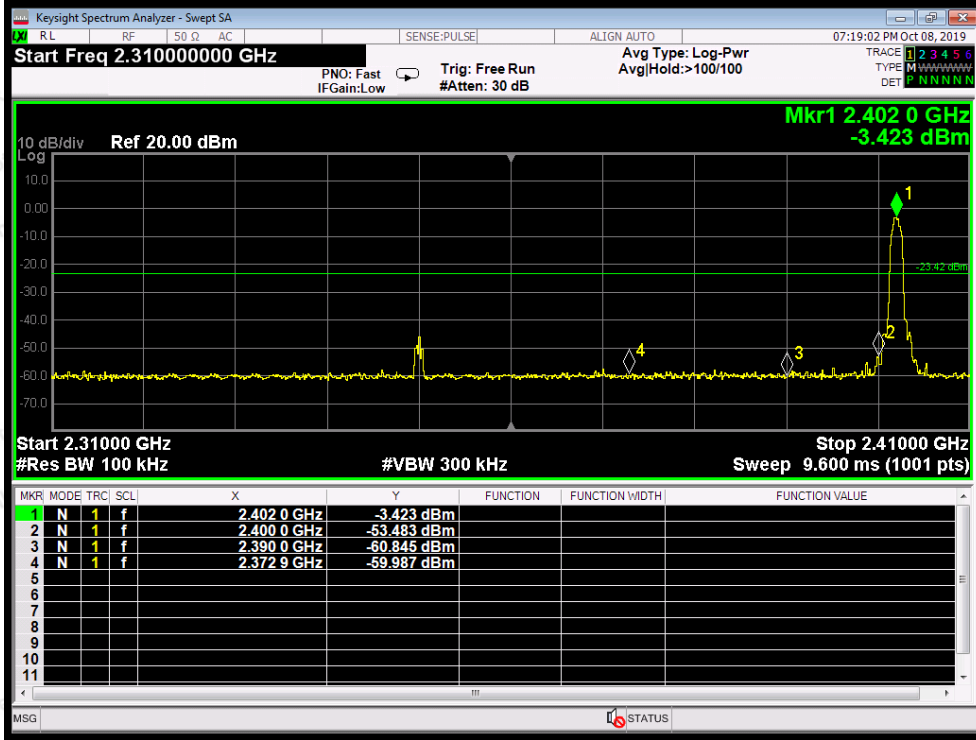 Keysight Spectrum Analyzer - Swept SA
LXI RL RF 50 Ω AC SENSE:PULSE ALIGN AUTO 07:19:02 PM Oct 08, 2019
Start Freq 2.310000000 GHz
PNO: Fast
IFGain:Low
Trig: Free Run
#Atten: 30 dB
Avg Type: Log-Pwr
Avg|Hold:>100/100
TRACE 1 2 3 4 5 6
TYPE M WWWWW
DET P N N N N N
Mkr1 2.402 0 GHz
-3.423 dBm
10 dB/div Ref 20.00 dBm
Log
10.0
0.00
-10.0
-20.0
-30.0
-40.0
-50.0
-60.0
-70.0
1
-23.42 dBm
2
3
4
Start 2.31000 GHz Stop 2.41000 GHz
#Res BW 100 kHz #VBW 300 kHz Sweep 9.600 ms (1001 pts)
MKR MODE TRC SCL X Y FUNCTION FUNCTION WIDTH FUNCTION VALUE
1 N 1 f 2.402 0 GHz -3.423 dBm
2 N 1 f 2.400 0 GHz -53.483 dBm
3 N 1 f 2.390 0 GHz -60.845 dBm
4 N 1 f 2.372 9 GHz -59.987 dBm
5
6
7
8
9
10
11
MSG STATUS